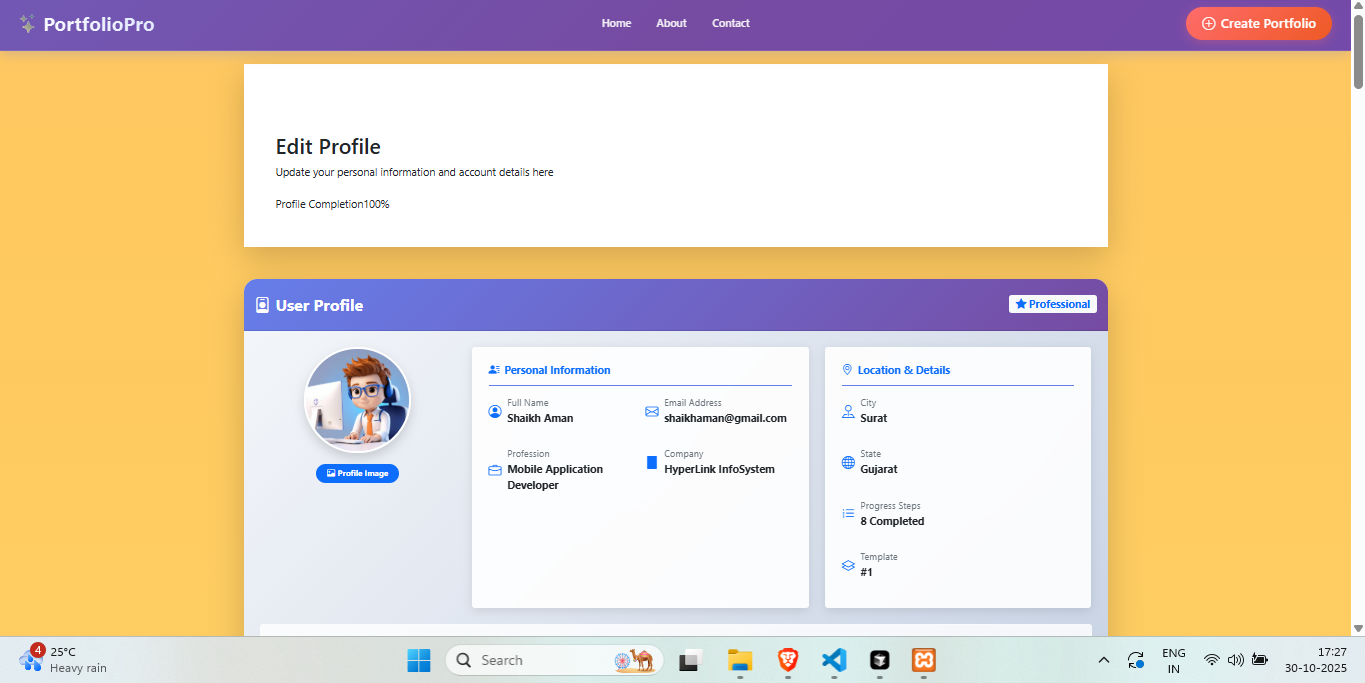 PortfolioPro
Home About Contact
Create Portfolio
Edit Profile
Update your personal information and account details here
Profile Completion100%
User Profile
Professional
Profile Image
Personal Information
Full Name
Shaikh Aman
Email Address
shaikhaman@gmail.com
Profession
Mobile Application
Developer
Company
HyperLink InfoSystem
Location & Details
City
Surat
State
Gujarat
Progress Steps
8 Completed
Template
#1
4
25°C
Heavy rain
Search
ENG
IN
17:27
30-10-2025